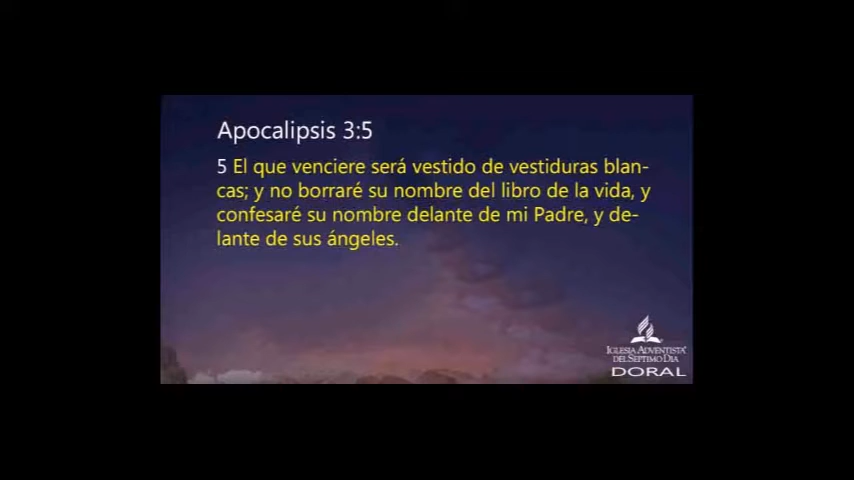 Apocalipsis 3:5
5 El que venciere será vestido de vestiduras blan-
cas; y no borraré su nombre del libro de la vida, y
confesaré su nombre delante de mi Padre, y de-
lante de sus ángeles.
IGLESIA ADVENTISTA
DEL SÉPTIMO DÍA
DORAL